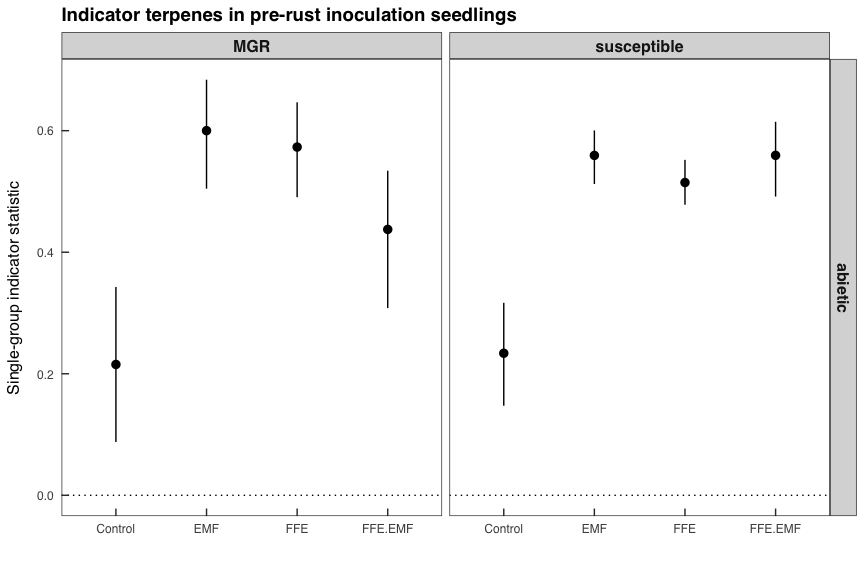 Indicator terpenes in pre-rust inoculation seedlings
MGR
susceptible
Single-group indicator statistic
0.6
0.4
0.2
0.0
abietic
Control EMF FFE FFE.EMF
Control EMF FFE FFE.EMF